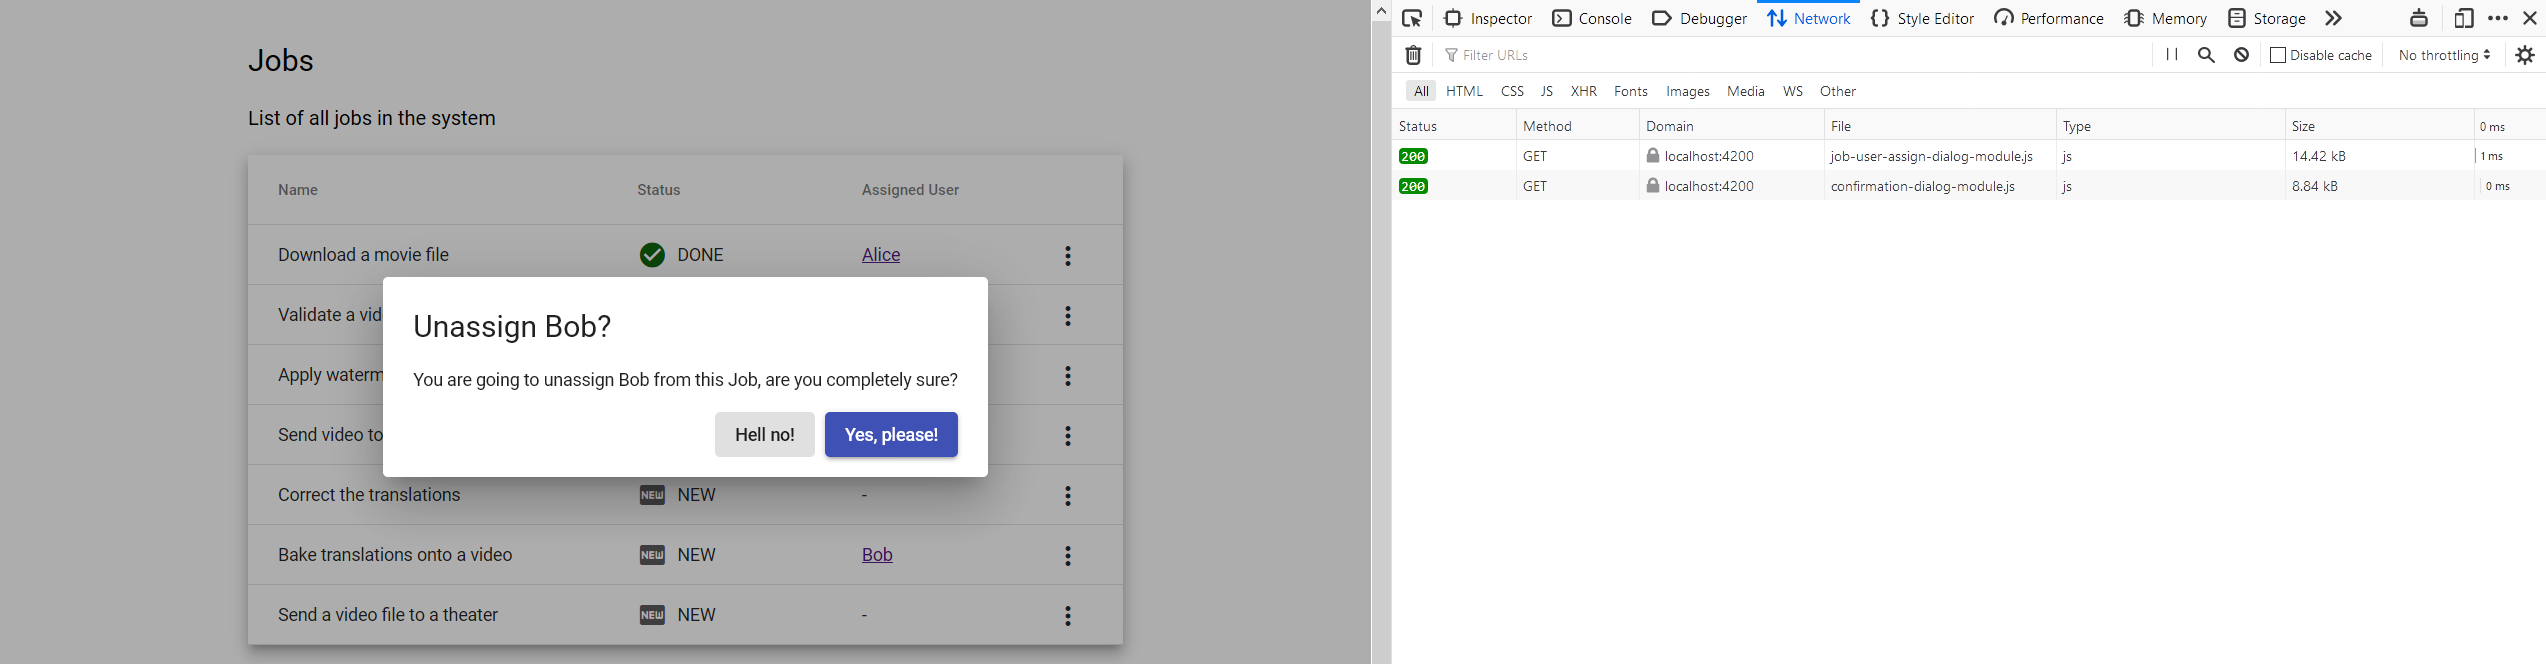 Jobs
List of all jobs in the system
Name Status Assigned User
Download a movie file DONE Alice
Validate a vid
Apply waterm
Send video to
Unassign Bob?
You are going to unassign Bob from this Job, are you completely sure?
Hell no! Yes, please!
Correct the translations NEW NEW -
Bake translations onto a video NEW NEW Bob
Send a video file to a theater NEW NEW -
Inspector Console Debugger Network Style Editor Performance Memory Storage
Filter URLs Disable cache No throttling
All HTML CSS JS XHR Fonts Images Media WS Other
Status Method Domain File Type Size 0 ms
200 GET localhost:4200 job-user-assign-dialog-module.js js 14.42 kB 1 ms
200 GET localhost:4200 confirmation-dialog-module.js js 8.84 kB 0 ms